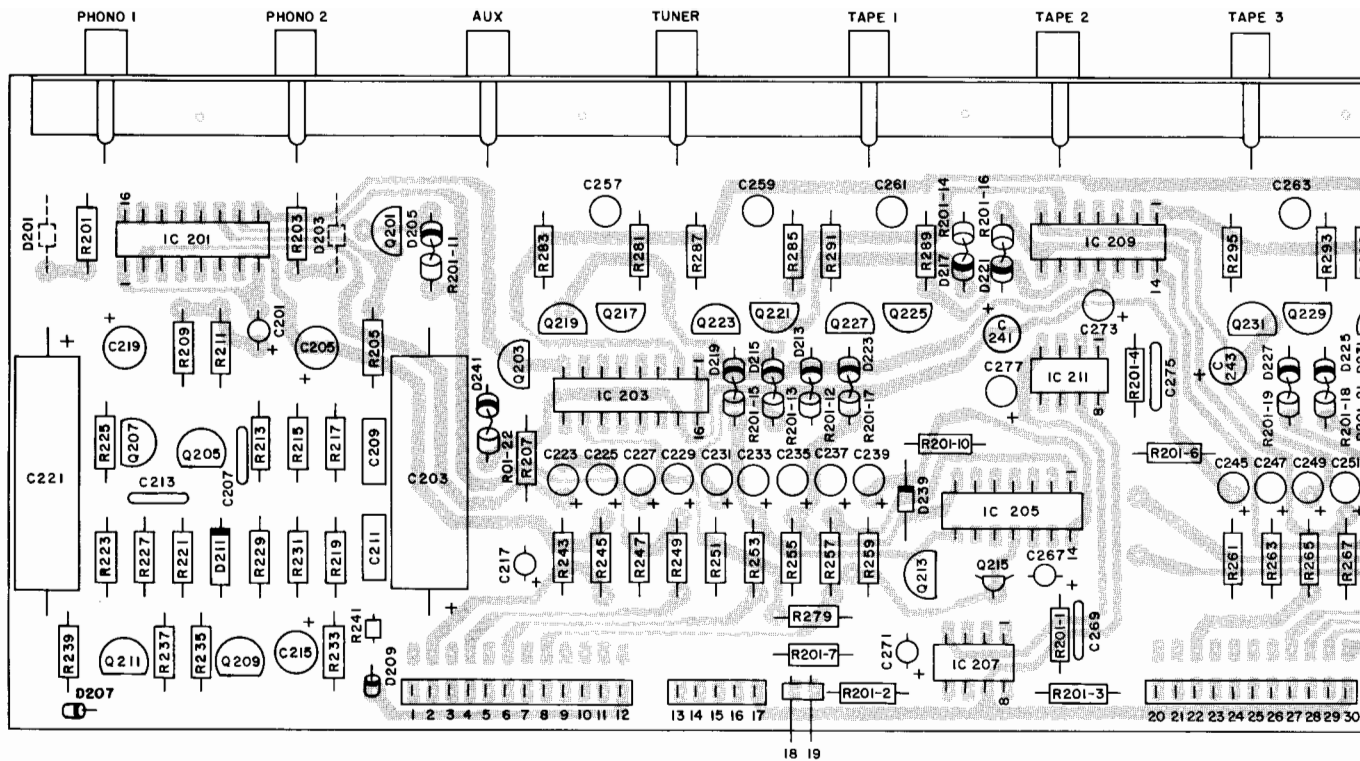 PHONO 1 PHONO 2 AUX TUNER TAPE 1 TAPE 2 TAPE 3
C257 C259 C261 R201-14 R201-16 C263
D201 R201 16 IC 201 1 R203 D203 Q201 D205 R201-11 R283 R281 R287 R285 R291 R289 D217 D221 IC 209 1 14 R295 R293
+ C219 R209 R211 C201 + C205 + R205 Q219 Q217 Q223 Q221 Q227 Q225 + C241 C273 + Q231 Q229
Q203 D241 IC 203 1 16 D219 D215 D213 D223 C277 + IC 211 1 8 R201-4 C275 + C243 D227 D225
R201-15 R201-13 R201-12 R201-17 R201-19 R201-18
+ C221 R225 Q207 Q205 C207 R213 R215 R217 C209 C203 R101-22 R207 R201-10 R201-6
C213 C223 C225 C227 C229 C231 C233 C235 C237 C239 D239 IC 205 1 14 C245 C247 C249 C251
+ + + + + + + + + + + + +
R223 R227 R221 D211 R229 R231 R219 C211 C217 + R243 R245 R247 R249 R251 R253 R255 R257 R259 Q213 Q215 C267 + R261 R263 R265 R267
R239 Q211 R237 R235 Q209 C215 + R233 R241 + R279 C271 + IC 207 1 8 R201-1 C269
D207 D209 R201-7 R201-2 R201-3
1 2 3 4 5 6 7 8 9 10 11 12 13 14 15 16 17 20 21 22 23 24 25 26 27 28 29 30
18 19